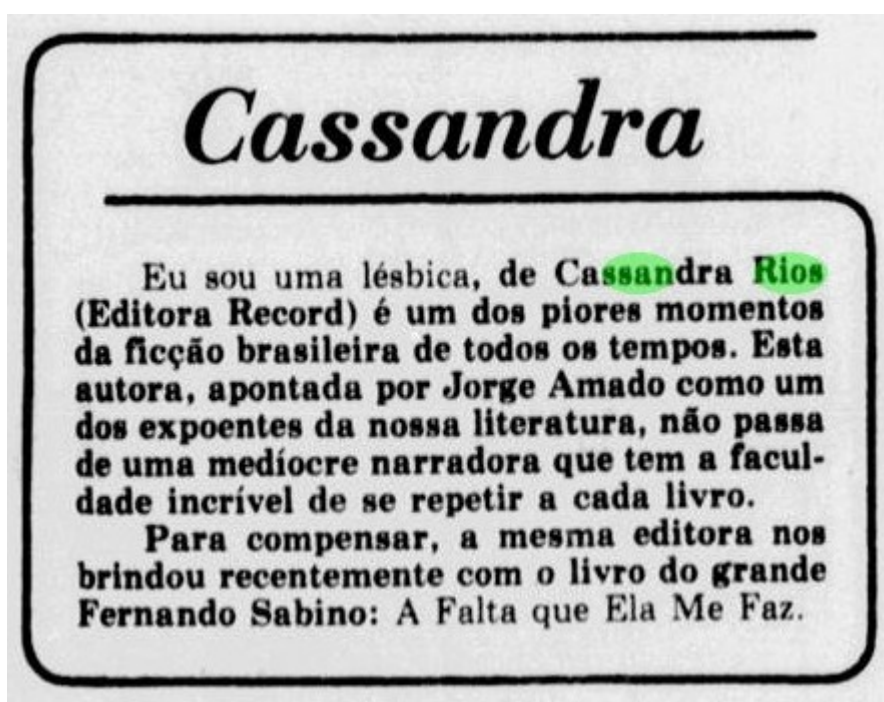 Cassandra
Eu sou uma lésbica, de Cassandra Rios
(Editora Record) é um dos piores momentos
da ficção brasileira de todos os tempos. Esta
autora, apontada por Jorge Amado como um
dos expoentes da nossa literatura, não passa
de uma medíocre narradora que tem a facul-
dade incrível de se repetir a cada livro.
Para compensar, a mesma editora nos
brindou recentemente com o livro do grande
Fernando Sabino: A Falta que Ela Me Faz.